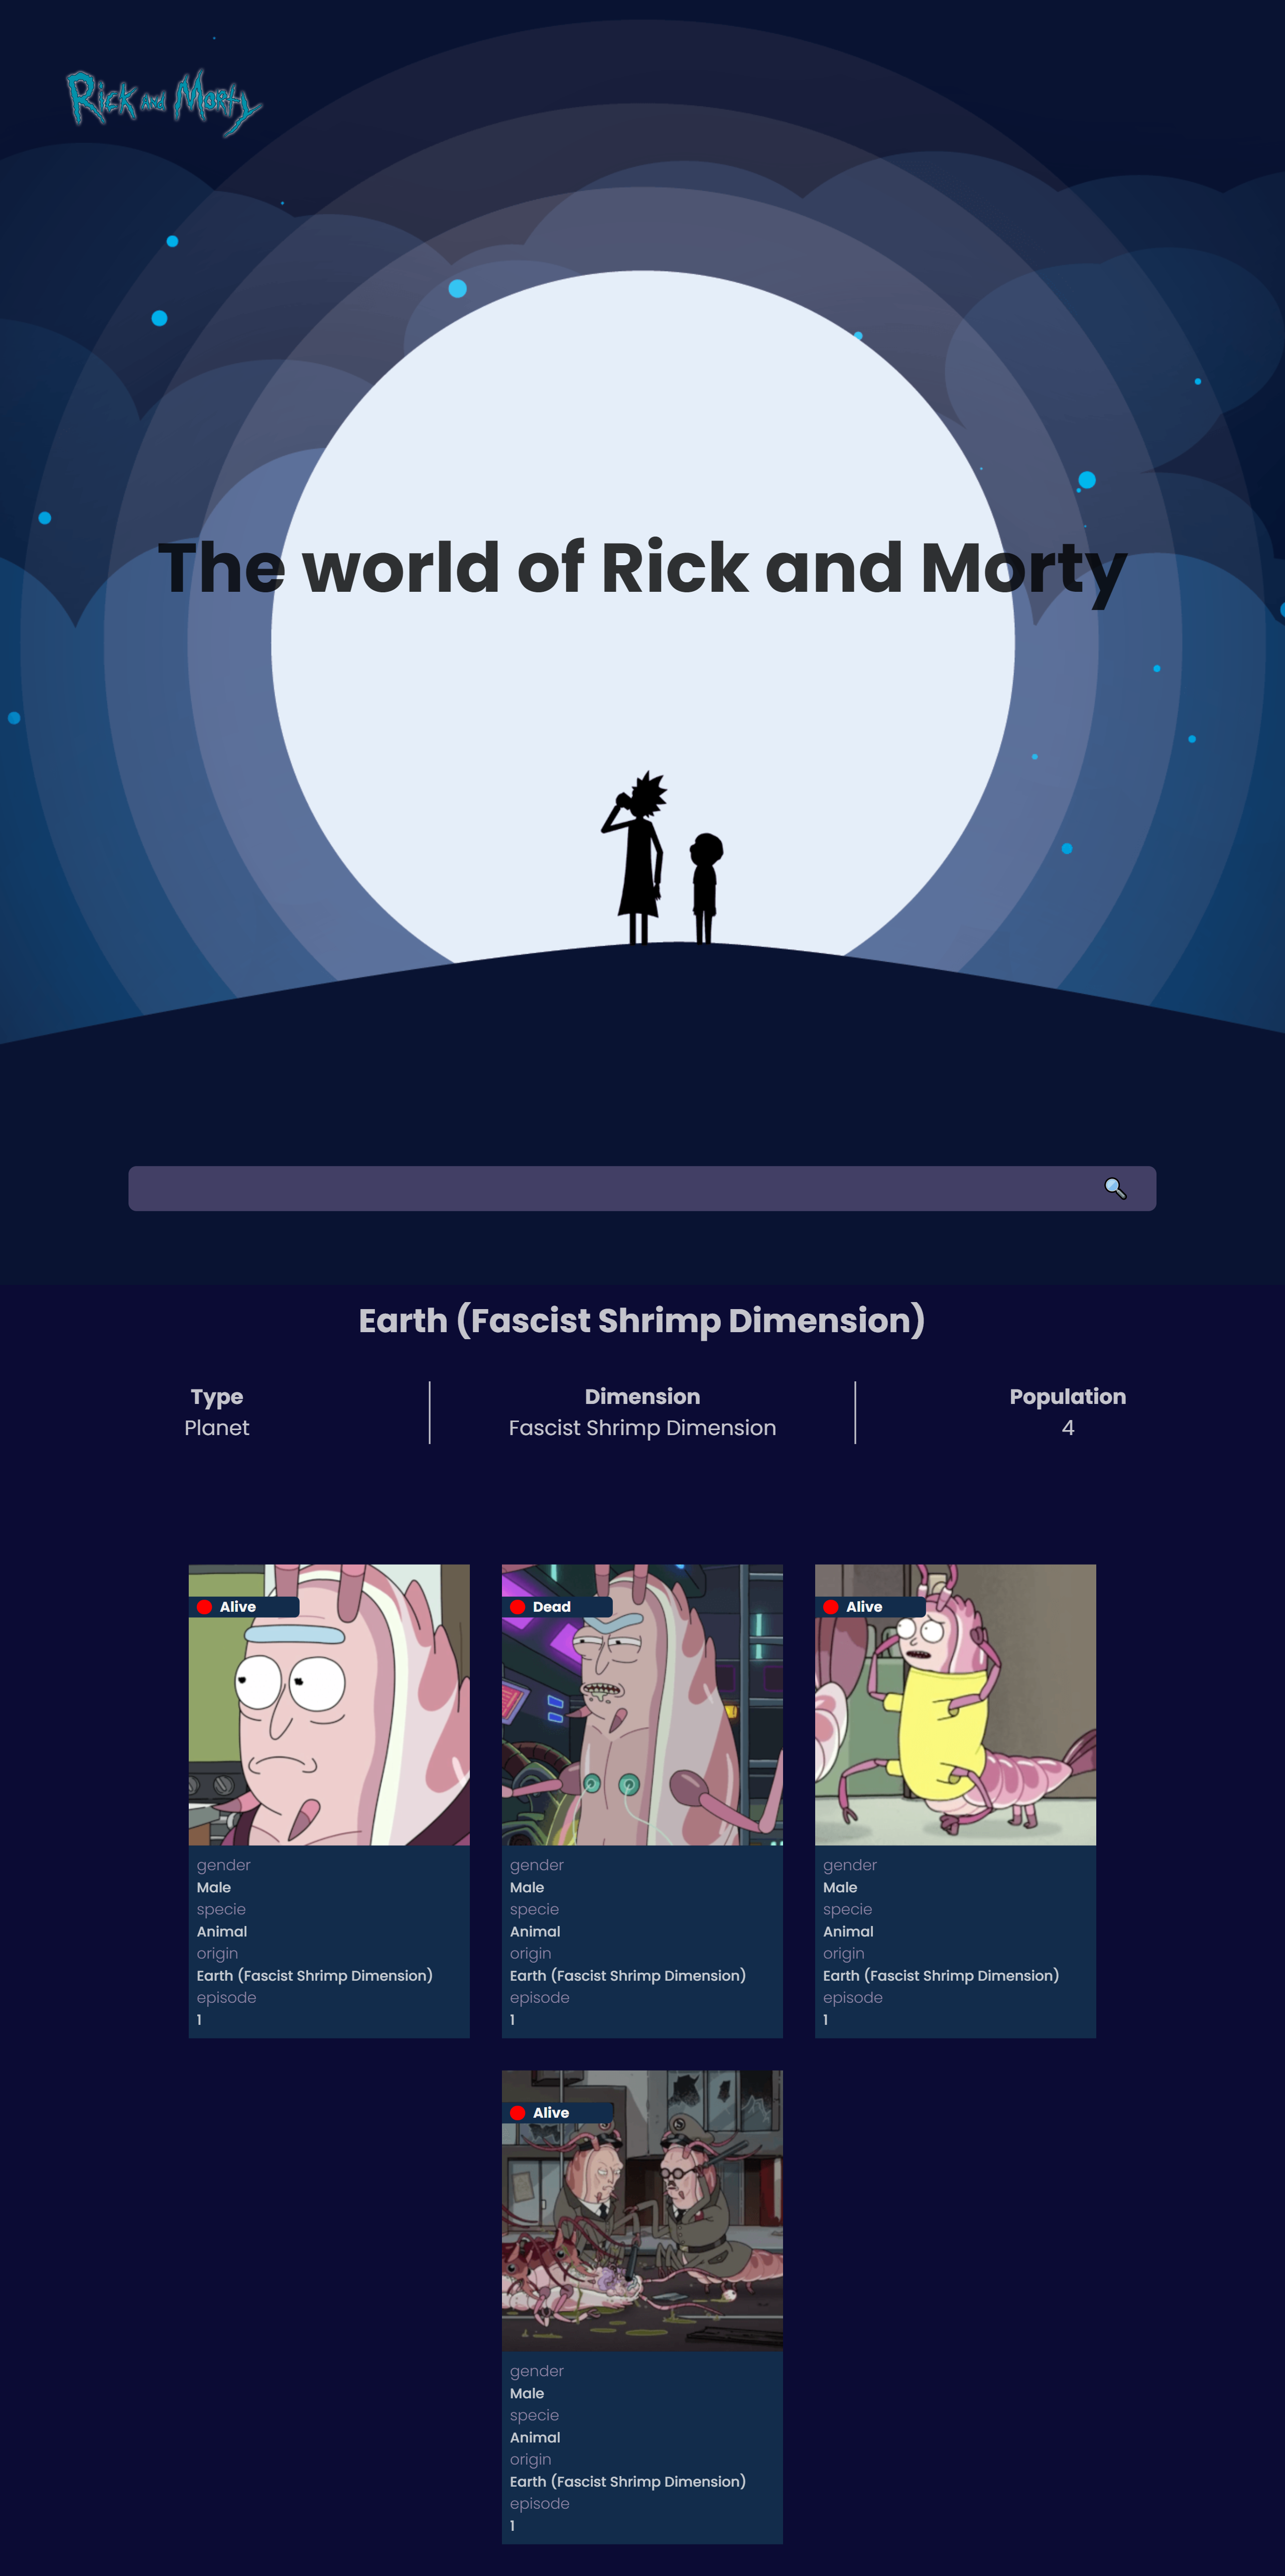 Rick and Morty
The world of Rick and Morty
Earth (Fascist Shrimp Dimension)
Type
Planet
Dimension
Fascist Shrimp Dimension
Population
4
Alive
gender
Male
specie
Animal
origin
Earth (Fascist Shrimp Dimension)
episode
1
Dead
gender
Male
specie
Animal
origin
Earth (Fascist Shrimp Dimension)
episode
1
Alive
gender
Male
specie
Animal
origin
Earth (Fascist Shrimp Dimension)
episode
1
Alive
gender
Male
specie
Animal
origin
Earth (Fascist Shrimp Dimension)
episode
1